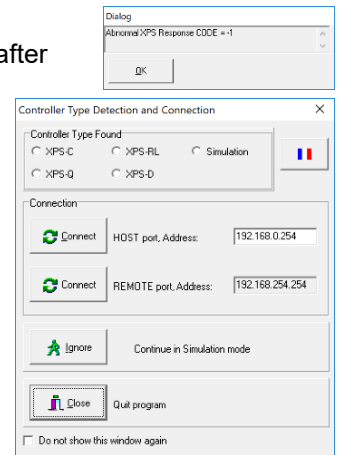 after
Dialog
Abnormal XPS Response CODE = -1
OK
Controller Type Detection and Connection
Controller Type Found
XPS-C XPS-RL Simulation
XPS-Q XPS-D
Connection
Connect HOST port, Address: 192.168.0.254
Connect REMOTE port, Address: 192.168.254.254
Ignore Continue in Simulation mode
Close Quit program
Do not show this window again